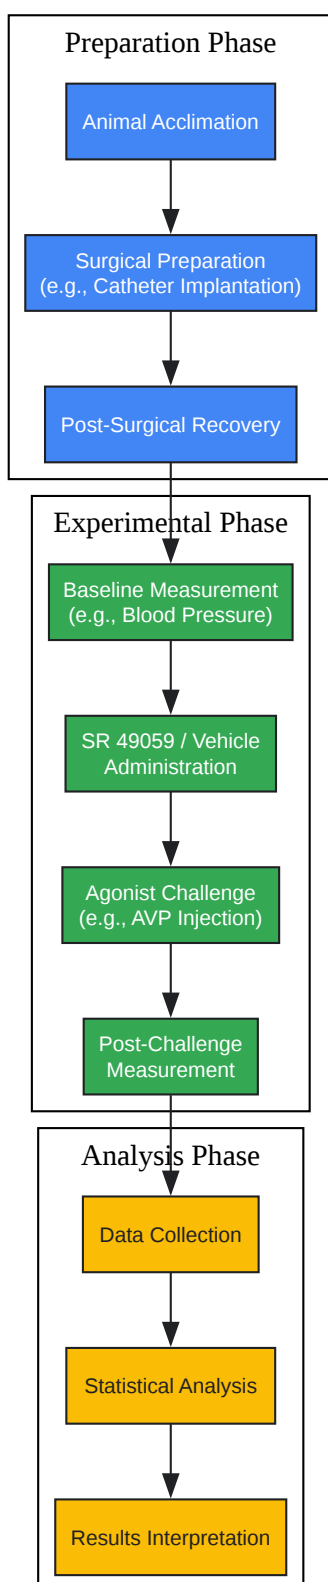 Preparation Phase
Animal Acclimation
Surgical Preparation
(e.g., Catheter Implantation)
Post-Surgical Recovery
Experimental Phase
Baseline Measurement
(e.g., Blood Pressure)
SR 49059 / Vehicle
Administration
Agonist Challenge
(e.g., AVP Injection)
Post-Challenge
Measurement
Analysis Phase
Data Collection
Statistical Analysis
Results Interpretation